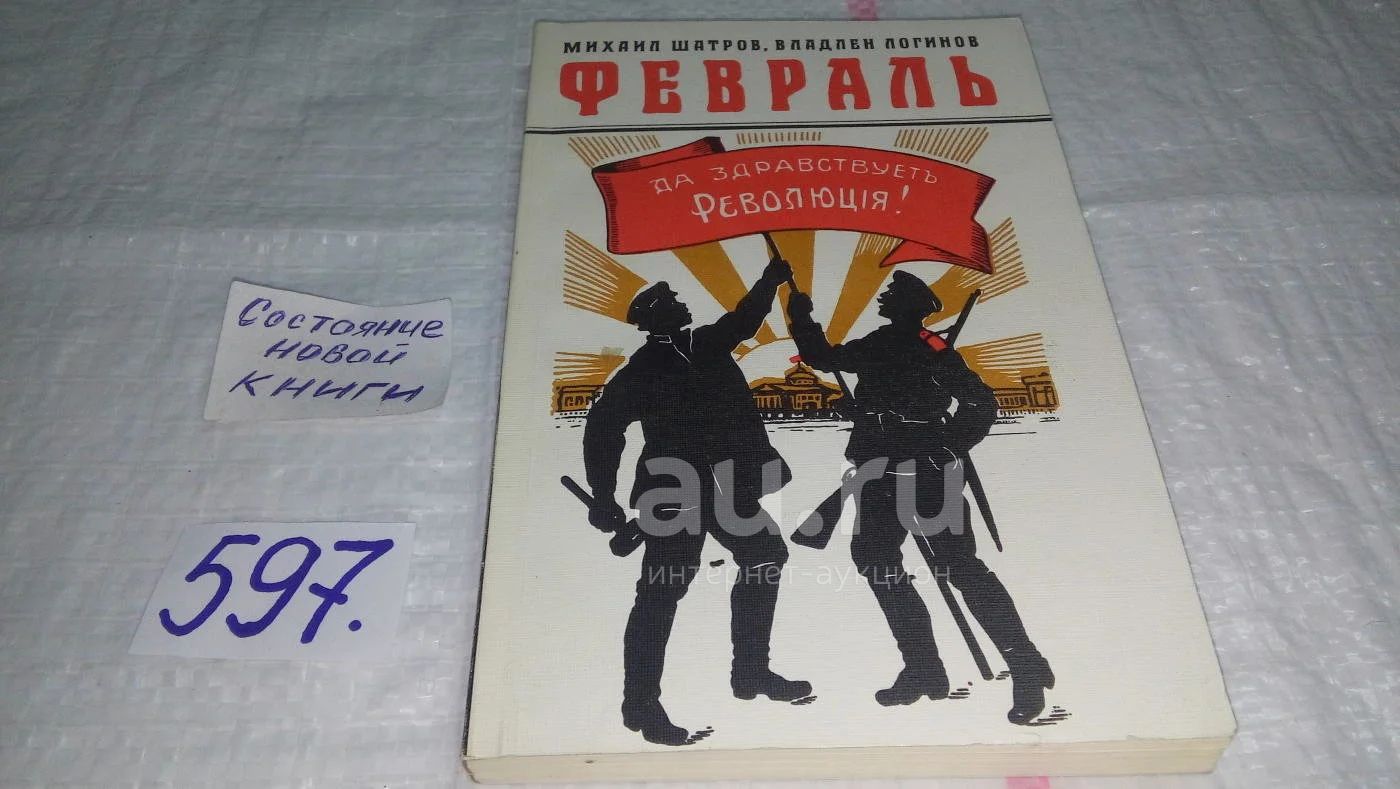 МИХАИЛ ШАТРОВ, ВЛАДЛЕН ЛОГИНОВ
ФЕВРАЛЬ
ДА ЗДРАВСТВУЕТЪ
РЕВОЛЮЦІЯ!
Состояние
новой
книги
597.
au.ru
интернет-аукцион